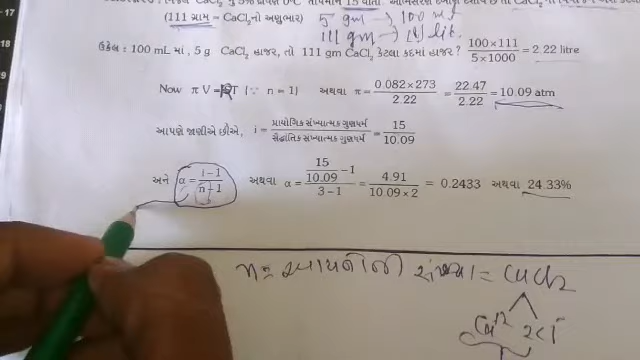 (111 ગ્રામ = CaCl₂નો અણુભાર) 5 gm → 100 ml
111 gm → (?) lit.
ઉકેલ: 100 mL માં, 5 g CaCl₂ હાજર, તો 111 gm CaCl₂ કેટલા કદમાં હાજર? 100 × 111 / 5 × 1000 = 2.22 litre
Now π V = RT (∵ n = 1) અથવા π = 0.082 × 273 / 2.22 = 22.47 / 2.22 = 10.09 atm
આપણે જાણીએ છીએ, i = પ્રાયોગિક સંખ્યાત્મક ગુણધર્મ / સૈદ્ધાંતિક સંખ્યાત્મક ગુણધર્મ = 15 / 10.09
અને α = i – 1 / n – 1 અથવા α = 15 / 10.09 – 1 / 3 – 1 = 4.91 / 10.09 × 2 = 0.2433 અથવા 24.33%
સંખ્યા = CaCl₂
Ca⁺² 2Cl⁻